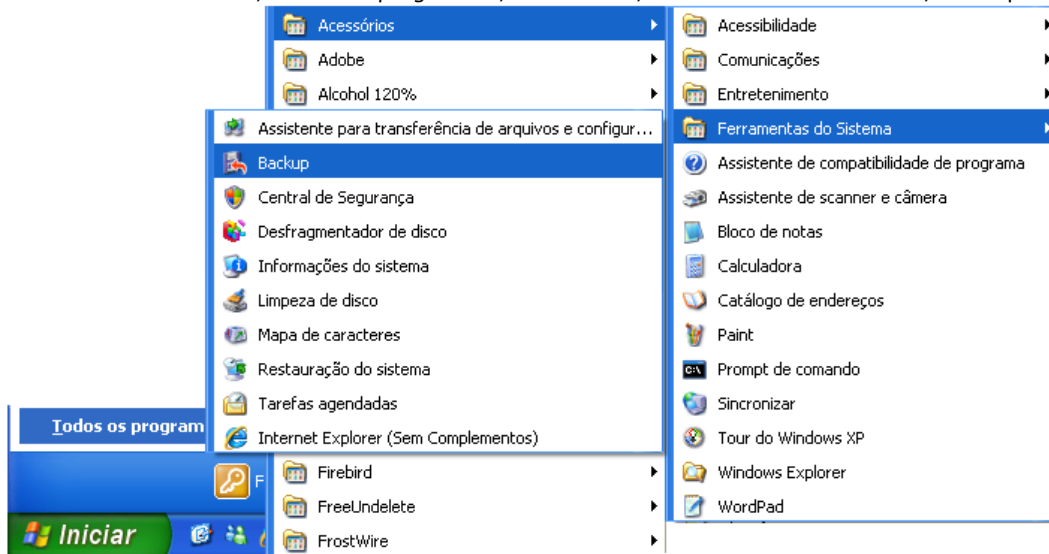 Acessórios
Adobe
Alcohol 120%
Acessibilidade
Comunicações
Entretenimento
Ferramentas do Sistema
Assistente de compatibilidade de programa
Assistente de scanner e câmera
Bloco de notas
Calculadora
Catálogo de endereços
Paint
Prompt de comando
Sincronizar
Tour do Windows XP
Windows Explorer
WordPad
Assistente para transferência de arquivos e configur...
Backup
Central de Segurança
Desfragmentador de disco
Informações do sistema
Limpeza de disco
Mapa de caracteres
Restauração do sistema
Tarefas agendadas
Internet Explorer (Sem Complementos)
Todos os program
F
Firebird
FreeUndelete
FrostWire
Iniciar